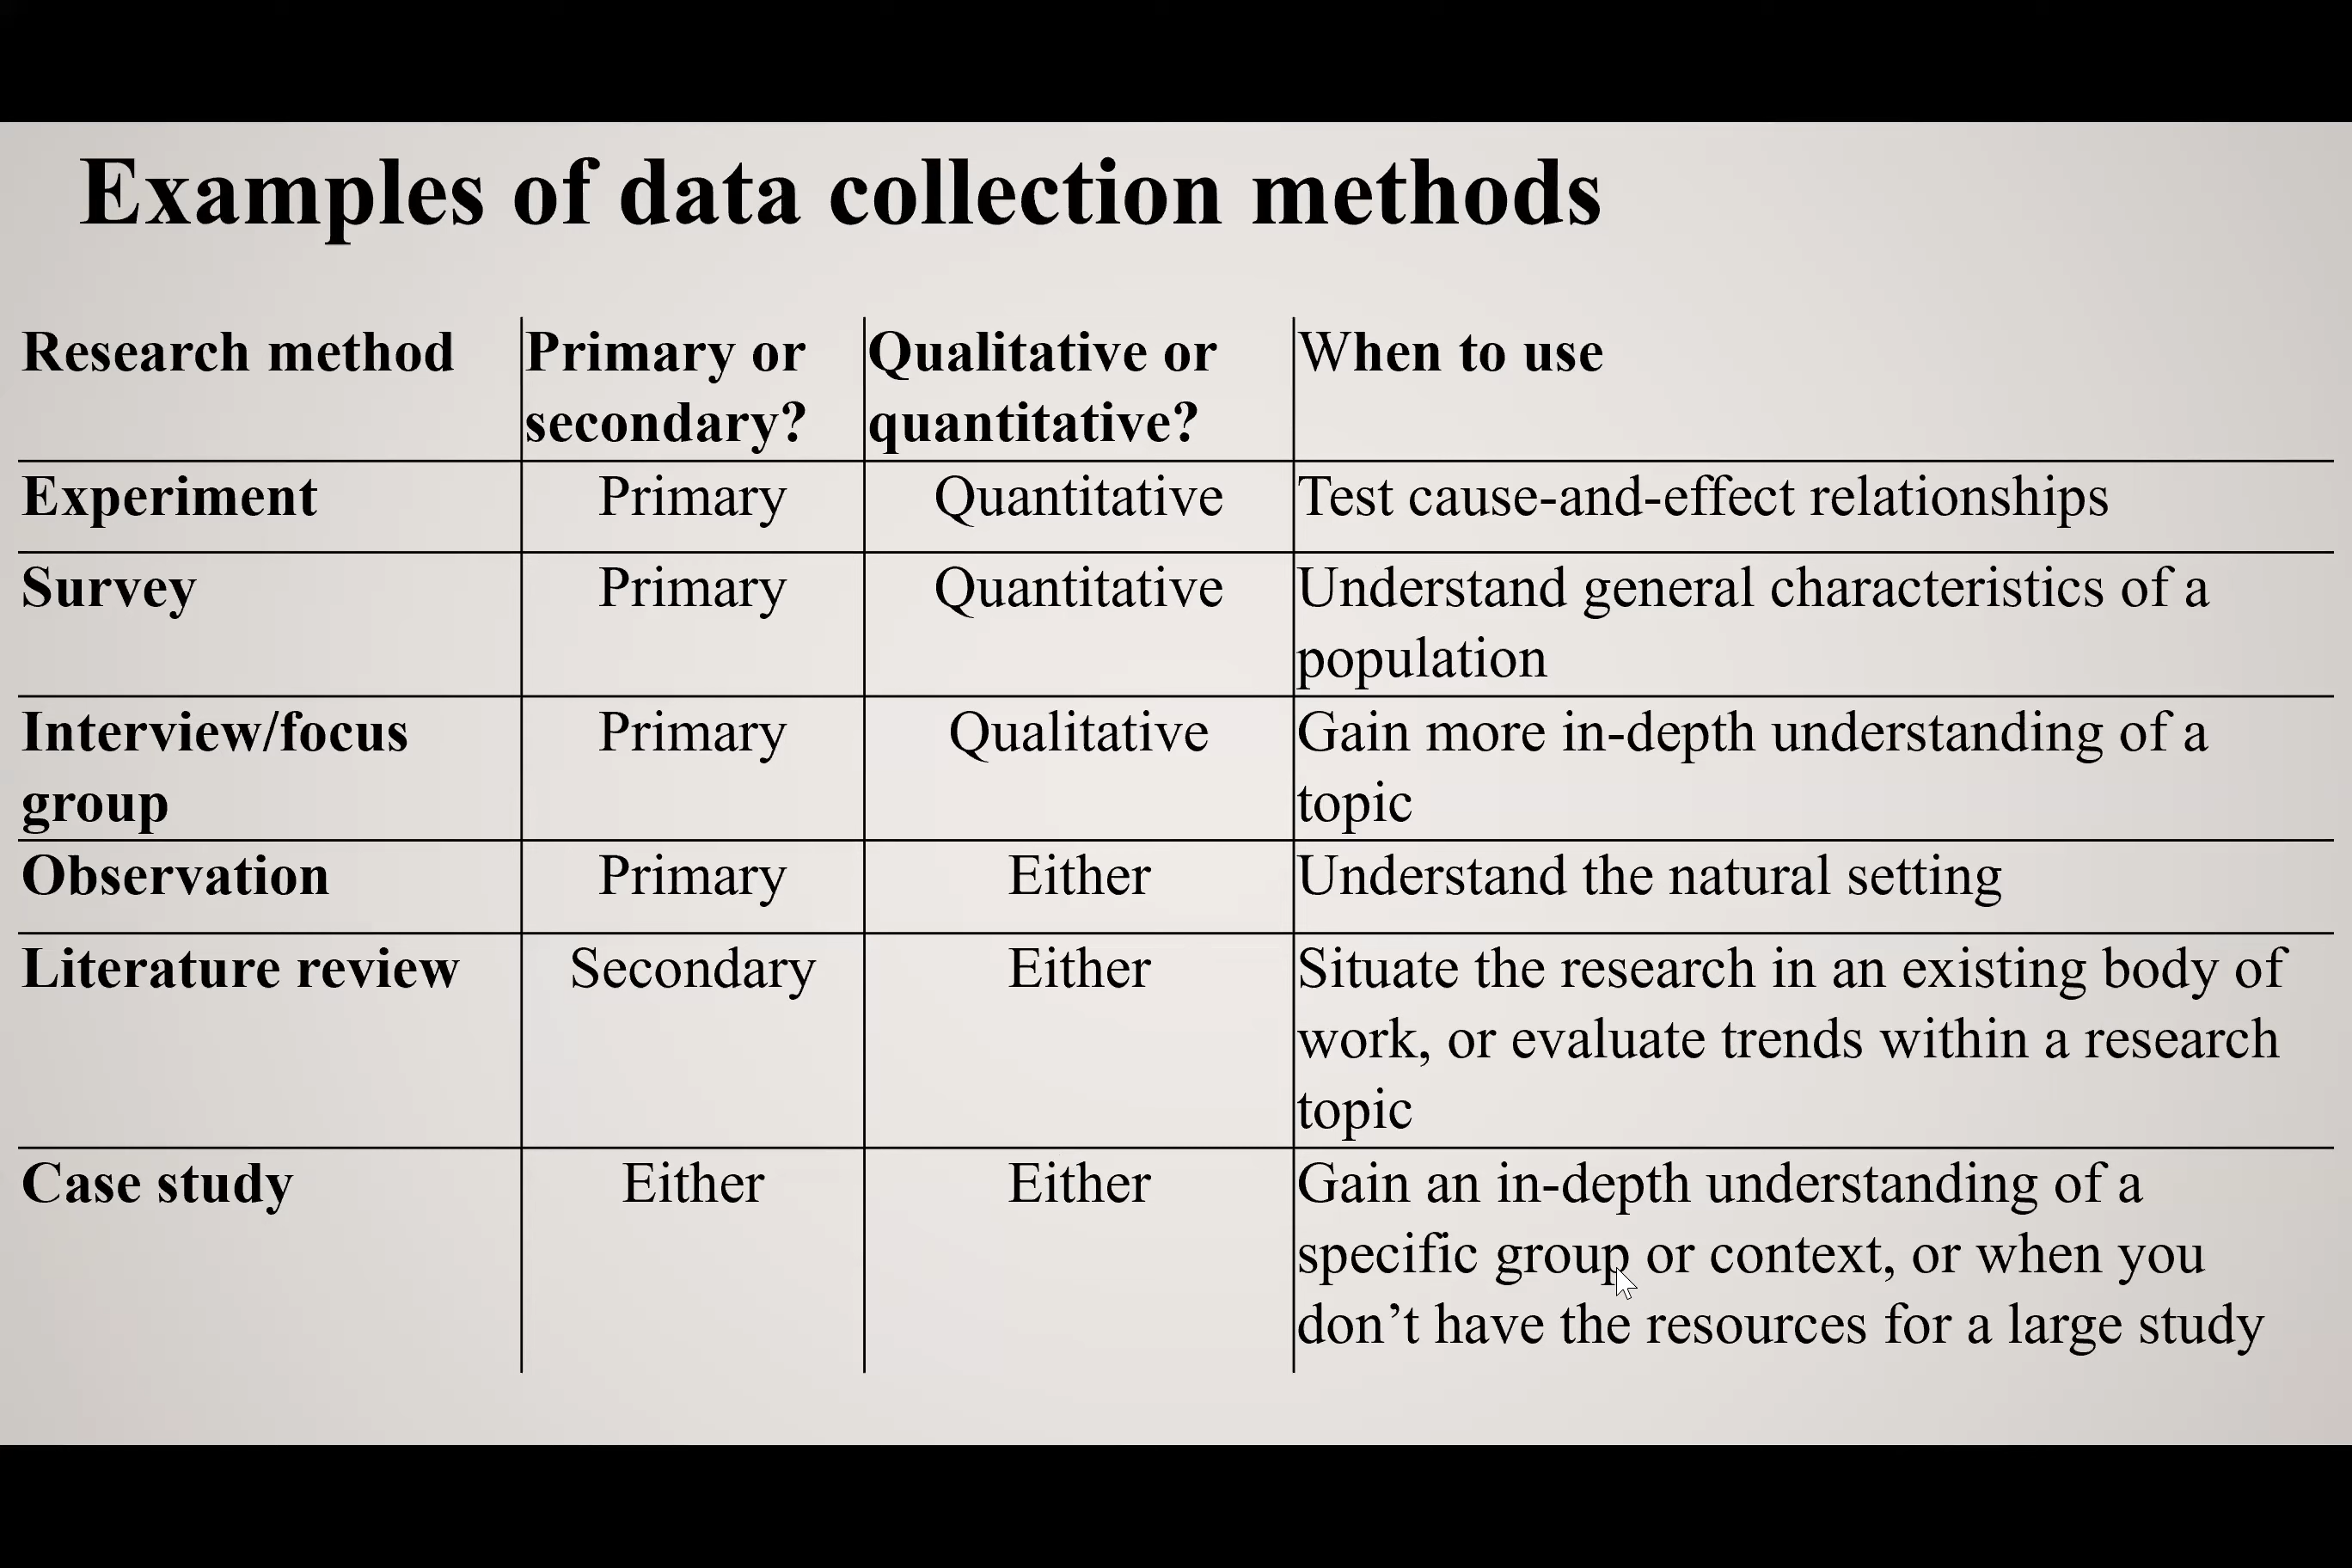 Examples of data collection methods
Research method
Primary or
secondary?
Qualitative or
quantitative?
When to use
Experiment
Primary
Quantitative
Test cause-and-effect relationships
Survey
Primary
Quantitative
Understand general characteristics of a
population
Interview/focus
group
Primary
Qualitative
Gain more in-depth understanding of a
topic
Observation
Primary
Either
Understand the natural setting
Literature review
Secondary
Either
Situate the research in an existing body of
work, or evaluate trends within a research
topic
Case study
Either
Either
Gain an in-depth understanding of a
specific group or context, or when you
don’t have the resources for a large study